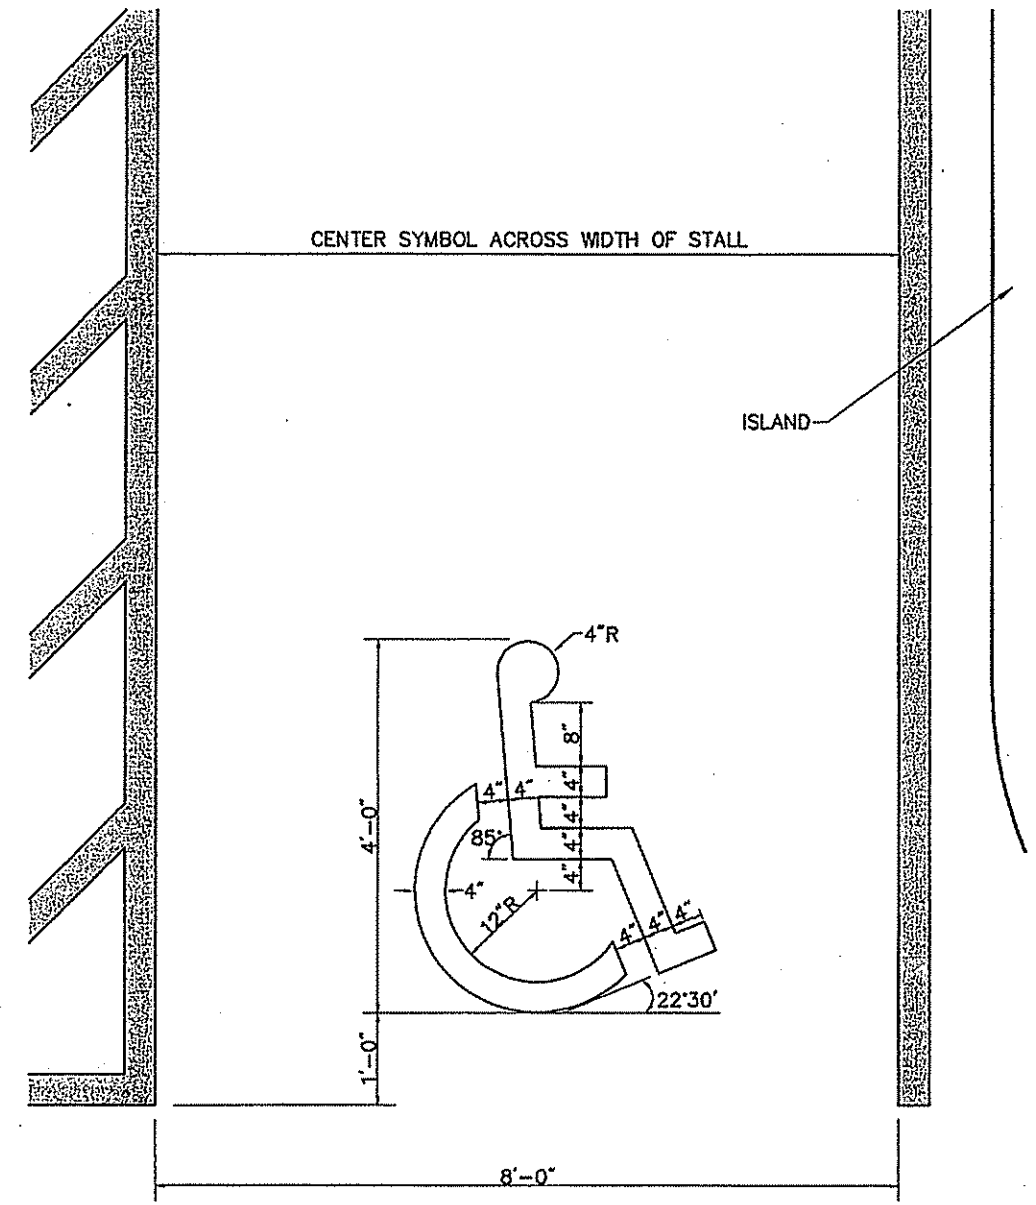 CENTER SYMBOL ACROSS WIDTH OF STALL
ISLAND
4"R
8"
4"
4" 4"
4"
85°
4"
4'-0"
4"
4"
12"R
4" 4" 4"
22°30'
1'-0"
8'-0"